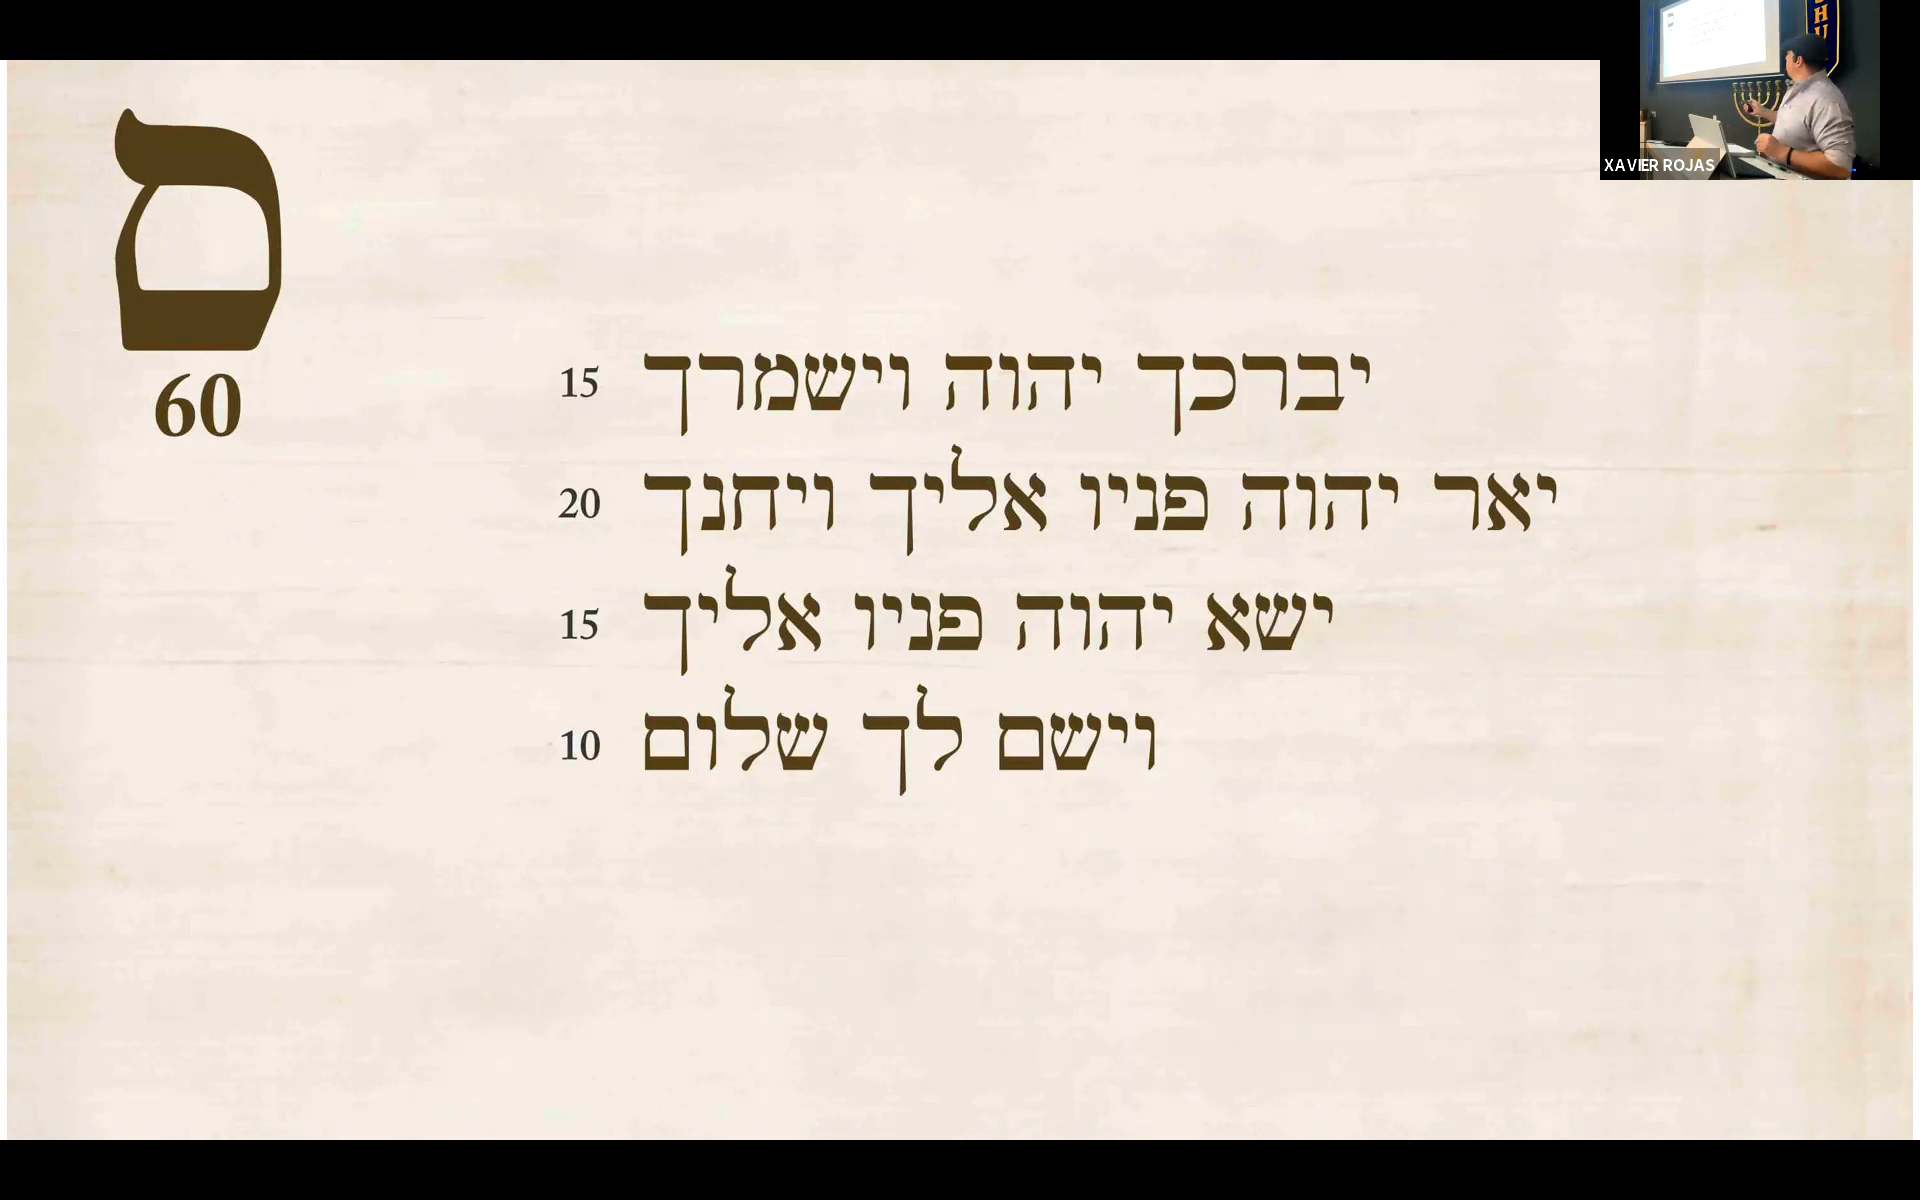 ם
60
יברכך יהוה וישמרך 15
יאר יהוה פניו אליך ויחנך 20
ישא יהוה פניו אליך 15
וישם לך שלום 10
XAVIER ROJAS